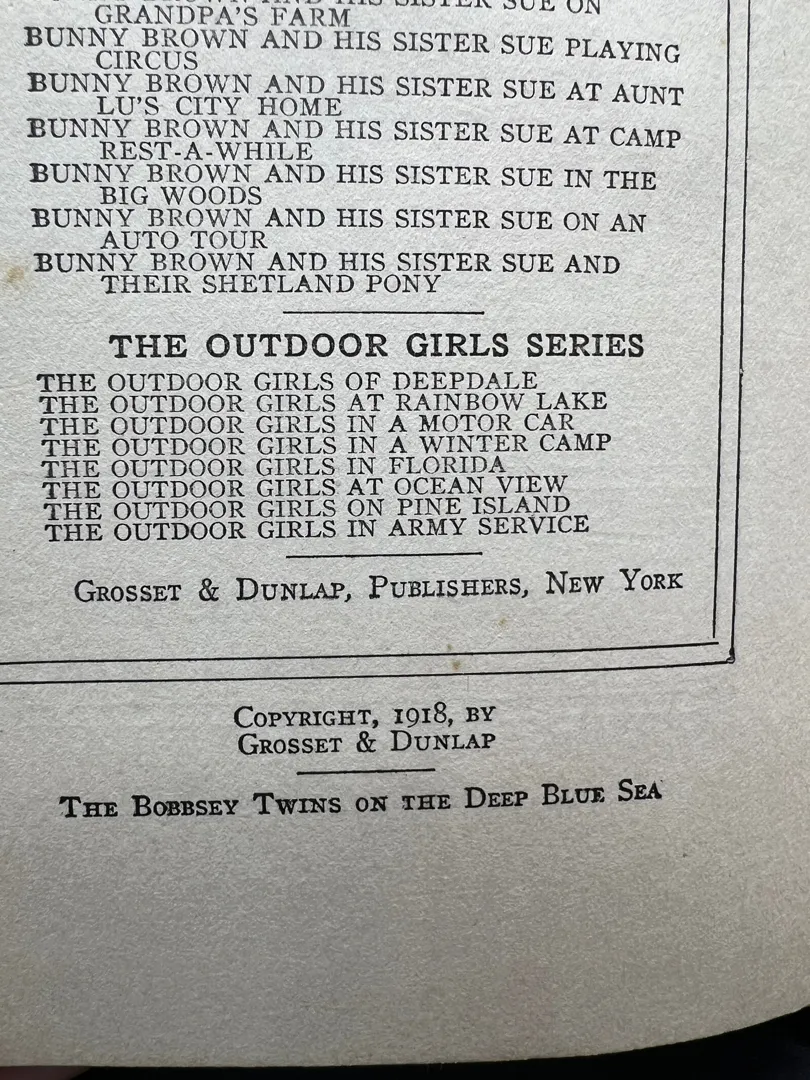 BROWN AND HIS SISTER SUE ON
GRANDPA'S FARM
BUNNY BROWN AND HIS SISTER SUE PLAYING
CIRCUS
BUNNY BROWN AND HIS SISTER SUE AT AUNT
LU'S CITY HOME
BUNNY BROWN AND HIS SISTER SUE AT CAMP
REST-A-WHILE
BUNNY BROWN AND HIS SISTER SUE IN THE
BIG WOODS
BUNNY BROWN AND HIS SISTER SUE ON AN
AUTO TOUR
BUNNY BROWN AND HIS SISTER SUE AND
THEIR SHETLAND PONY
THE OUTDOOR GIRLS SERIES
THE OUTDOOR GIRLS OF DEEPDALE
THE OUTDOOR GIRLS AT RAINBOW LAKE
THE OUTDOOR GIRLS IN A MOTOR CAR
THE OUTDOOR GIRLS IN A WINTER CAMP
THE OUTDOOR GIRLS IN FLORIDA
THE OUTDOOR GIRLS AT OCEAN VIEW
THE OUTDOOR GIRLS ON PINE ISLAND
THE OUTDOOR GIRLS IN ARMY SERVICE
GROSSET & DUNLAP, PUBLISHERS, NEW YORK
COPYRIGHT, 1918, BY
GROSSET & DUNLAP
THE BOBBSEY TWINS ON THE DEEP BLUE SEA